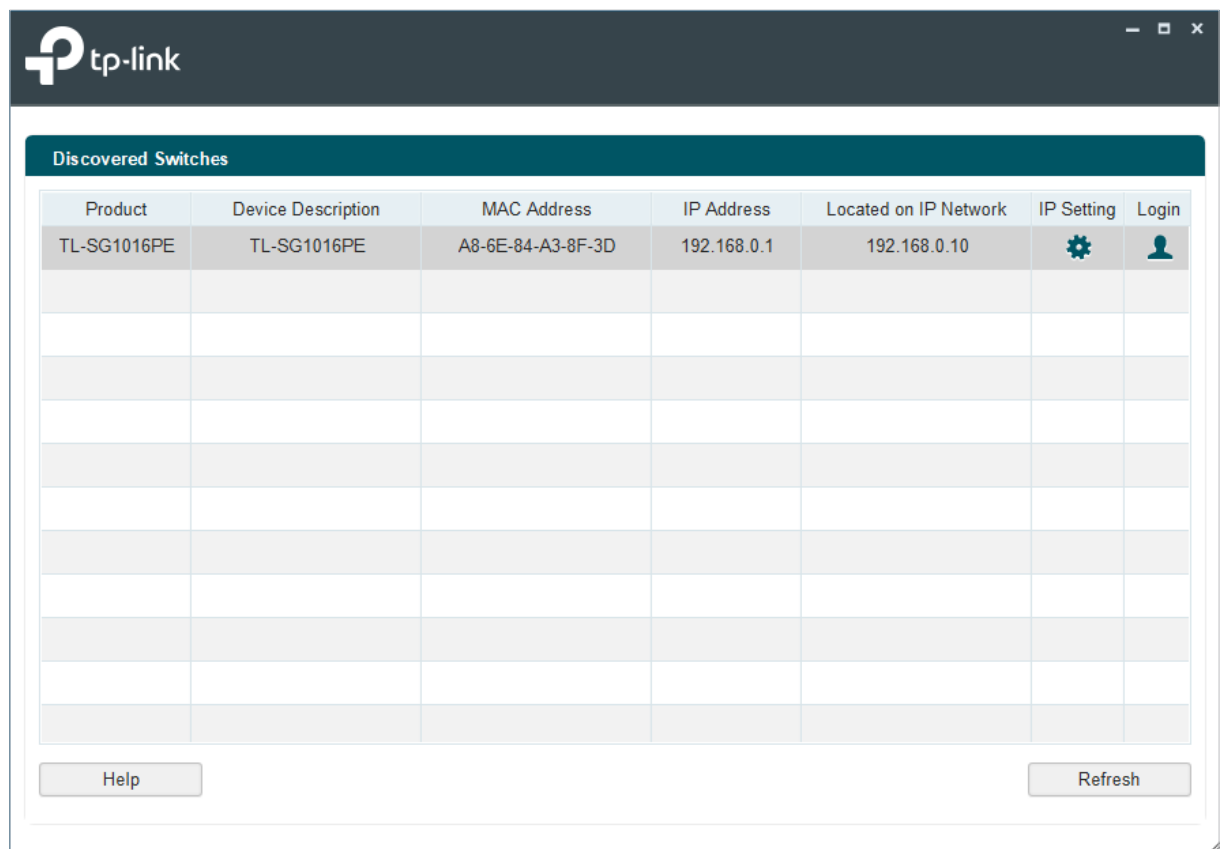 tp-link
Discovered Switches
Product Device Description MAC Address IP Address Located on IP Network IP Setting Login
TL-SG1016PE TL-SG1016PE A8-6E-84-A3-8F-3D 192.168.0.1 192.168.0.10
Help Refresh